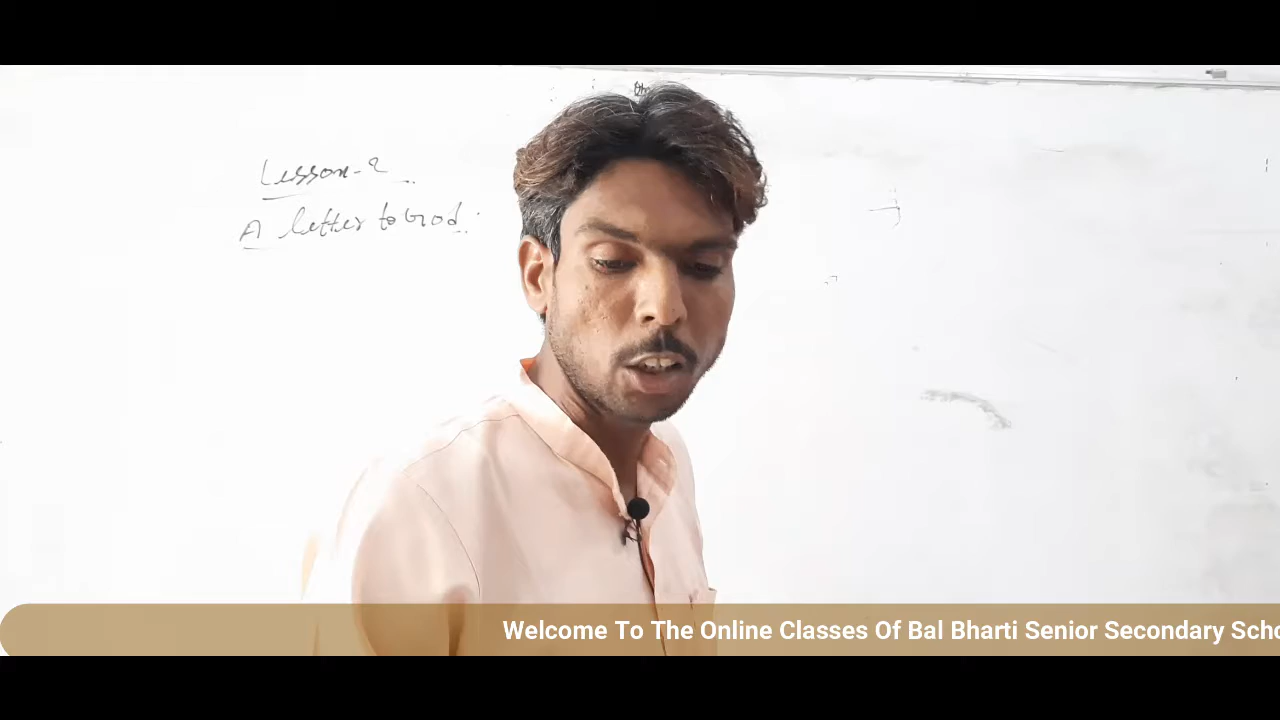 Lesson-2
A letter to God.
Welcome To The Online Classes Of Bal Bharti Senior Secondary Scho